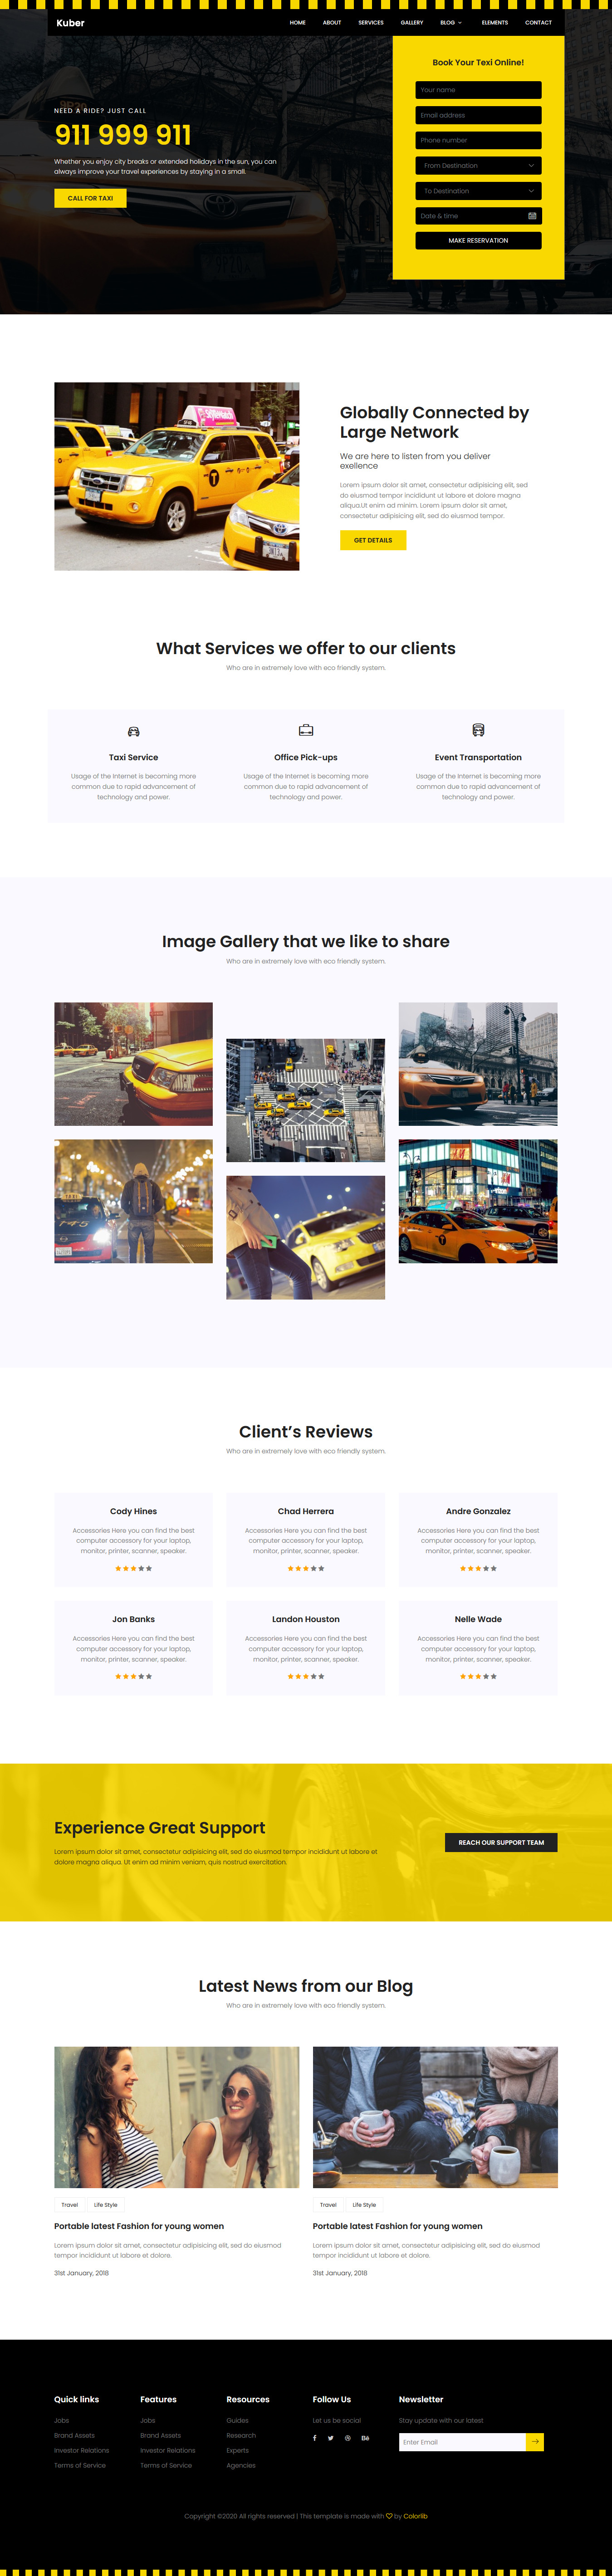 Kuber
HOME ABOUT SERVICES GALLERY BLOG ELEMENTS CONTACT
NEED A RIDE? JUST CALL
911 999 911
Whether you enjoy city breaks or extended holidays in the sun, you can
always improve your travel experiences by staying in a small.
CALL FOR TAXI
Book Your Texi Online!
Your name
Email address
Phone number
From Destination
To Destination
Date & time
MAKE RESERVATION
Globally Connected by
Large Network
We are here to listen from you deliver
exellence
Lorem ipsum dolor sit amet, consectetur adipisicing elit, sed
do eiusmod tempor incididunt ut labore et dolore magna
aliqua.Ut enim ad minim. Lorem ipsum dolor sit amet,
consectetur adipisicing elit, sed do eiusmod tempor.
GET DETAILS
What Services we offer to our clients
Who are in extremely love with eco friendly system.
Taxi Service
Usage of the Internet is becoming more
common due to rapid advancement of
technology and power.
Office Pick-ups
Usage of the Internet is becoming more
common due to rapid advancement of
technology and power.
Event Transportation
Usage of the Internet is becoming more
common due to rapid advancement of
technology and power.
Image Gallery that we like to share
Who are in extremely love with eco friendly system.
Client’s Reviews
Who are in extremely love with eco friendly system.
Cody Hines
Accessories Here you can find the best
computer accessory for your laptop,
monitor, printer, scanner, speaker.
Chad Herrera
Accessories Here you can find the best
computer accessory for your laptop,
monitor, printer, scanner, speaker.
Andre Gonzalez
Accessories Here you can find the best
computer accessory for your laptop,
monitor, printer, scanner, speaker.
Jon Banks
Accessories Here you can find the best
computer accessory for your laptop,
monitor, printer, scanner, speaker.
Landon Houston
Accessories Here you can find the best
computer accessory for your laptop,
monitor, printer, scanner, speaker.
Nelle Wade
Accessories Here you can find the best
computer accessory for your laptop,
monitor, printer, scanner, speaker.
Experience Great Support
Lorem ipsum dolor sit amet, consectetur adipisicing elit, sed do eiusmod tempor incididunt ut labore et
dolore magna aliqua. Ut enim ad minim veniam, quis nostrud exercitation.
REACH OUR SUPPORT TEAM
Latest News from our Blog
Who are in extremely love with eco friendly system.
Travel Life Style
Portable latest Fashion for young women
Lorem ipsum dolor sit amet, consectetur adipisicing elit, sed do eiusmod
tempor incididunt ut labore et dolore.
31st January, 2018
Travel Life Style
Portable latest Fashion for young women
Lorem ipsum dolor sit amet, consectetur adipisicing elit, sed do eiusmod
tempor incididunt ut labore et dolore.
31st January, 2018
Quick links
Jobs
Brand Assets
Investor Relations
Terms of Service
Features
Jobs
Brand Assets
Investor Relations
Terms of Service
Resources
Guides
Research
Experts
Agencies
Follow Us
Let us be social
Newsletter
Stay update with our latest
Enter Email
Copyright ©2020 All rights reserved | This template is made with by Colorlib